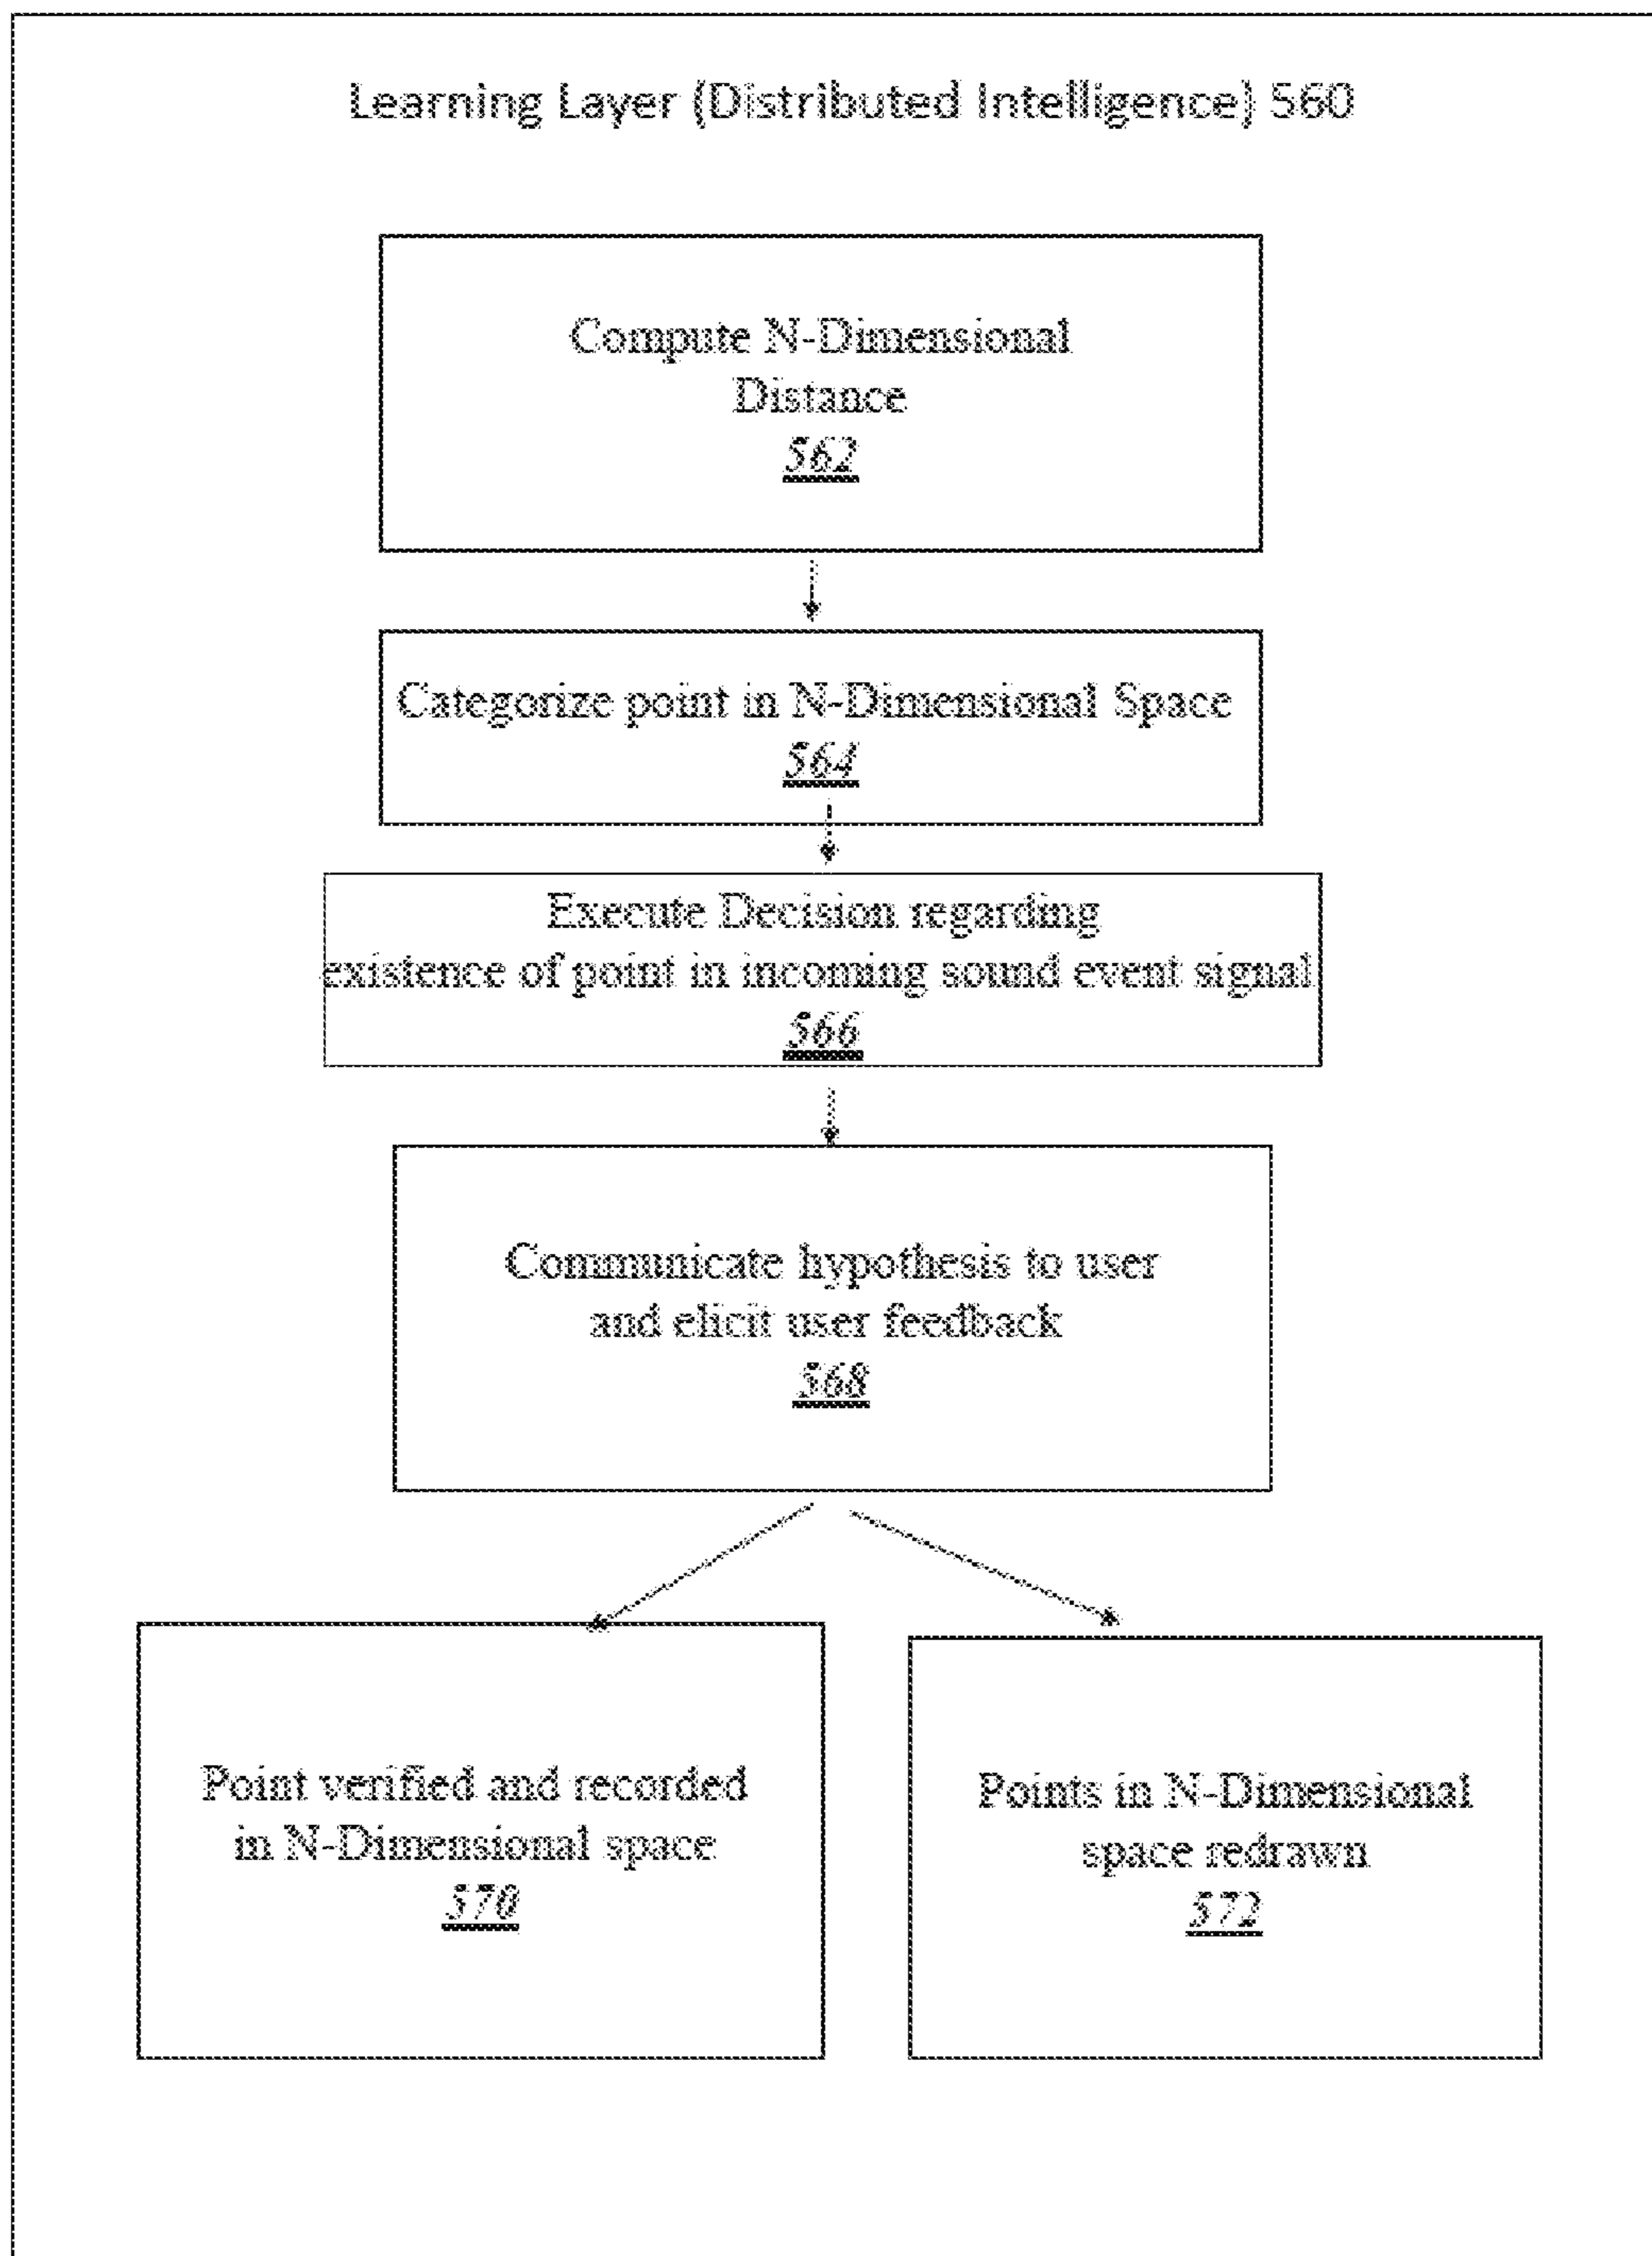 Learning Layer (Distributed Intelligence) 560
Compute N-Dimensional
Distance
562
Categorize point in N-Dimensional Space
564
Execute Decision regarding
existence of point in incoming sound event signal
566
Communicate hypothesis to user
and elicit user feedback
568
Point verified and recorded
in N-Dimensional space
570
Points in N-Dimensional
space redrawn
572